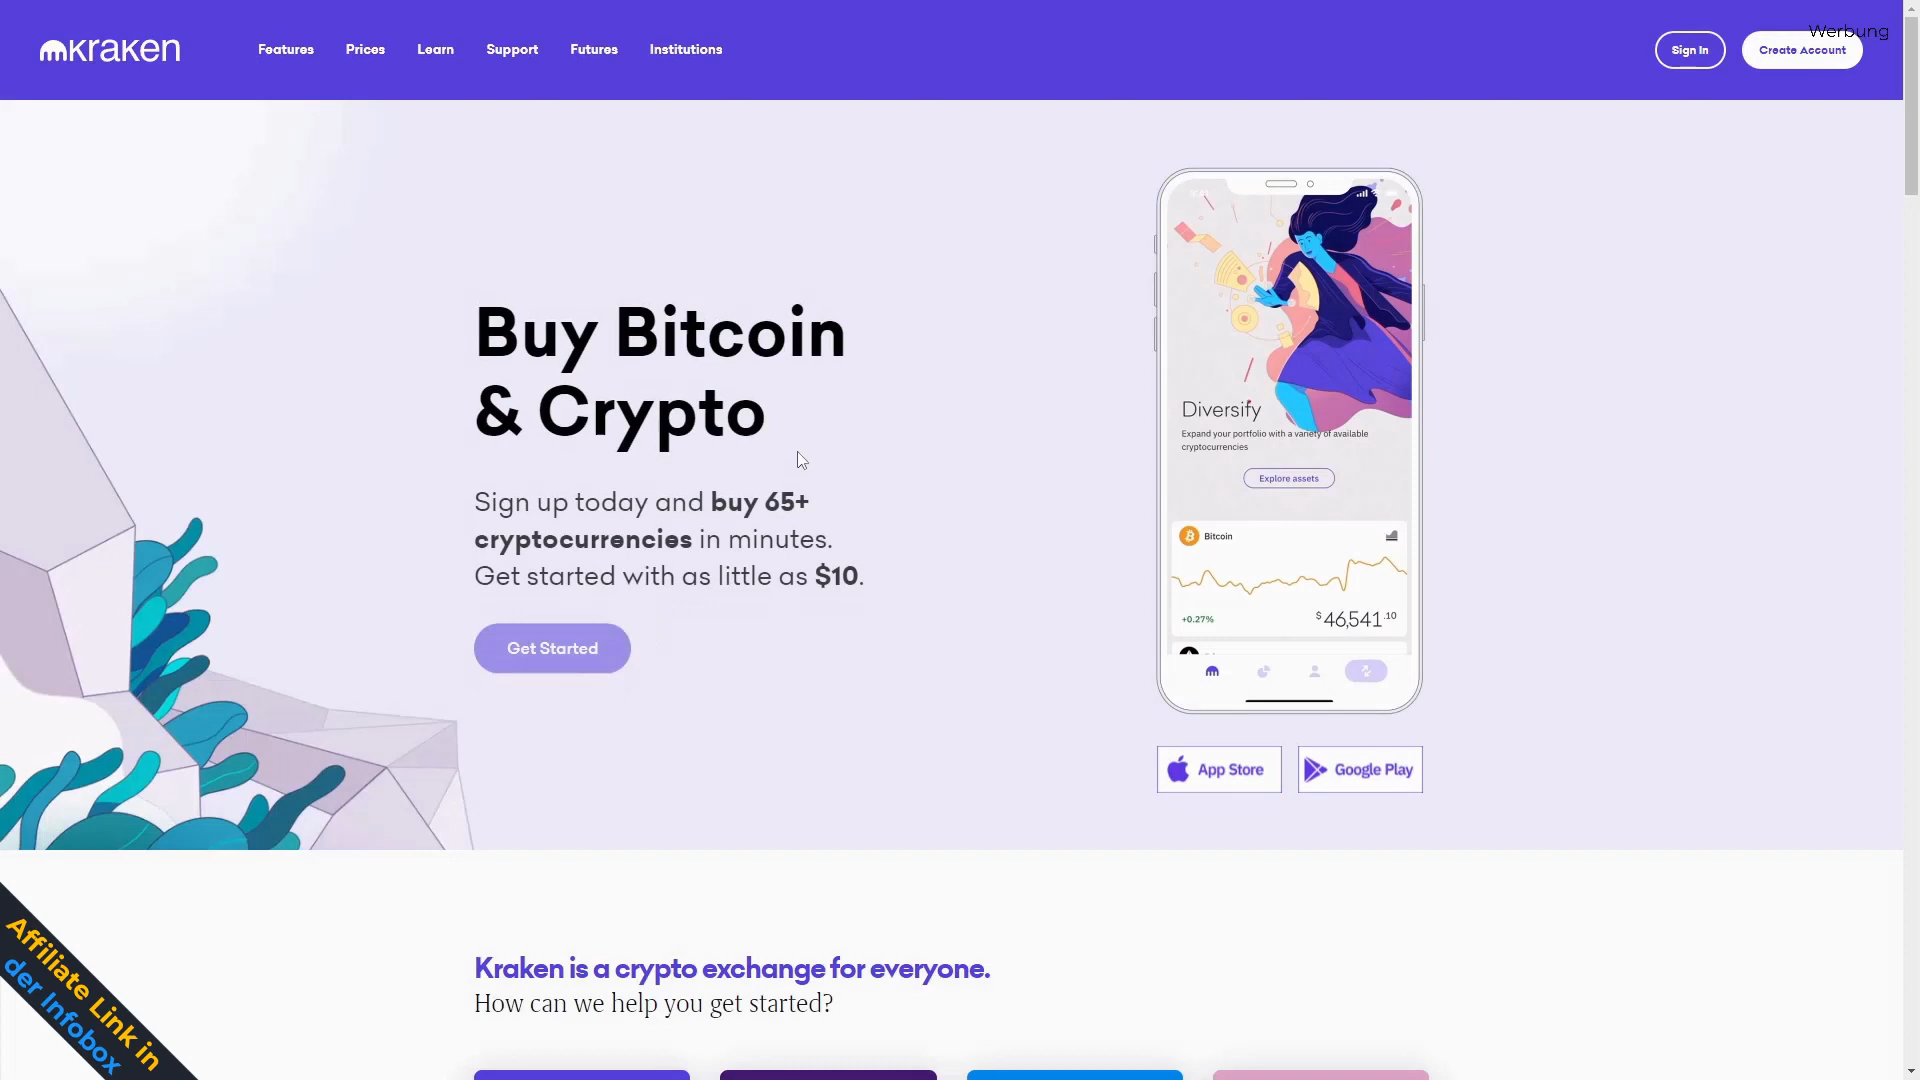 kraken
Features
Prices
Learn
Support
Futures
Institutions
Sign In
Create Account
Werbung
Buy Bitcoin
& Crypto
Sign up today and buy 65+
cryptocurrencies in minutes.
Get started with as little as $10.
Get Started
Diversify
Expand your portfolio with a variety of available
cryptocurrencies
Explore assets
Bitcoin
+0.27%
$46,541.10
App Store
Google Play
Kraken is a crypto exchange for everyone.
How can we help you get started?
Affiliate Link in
der Infobox